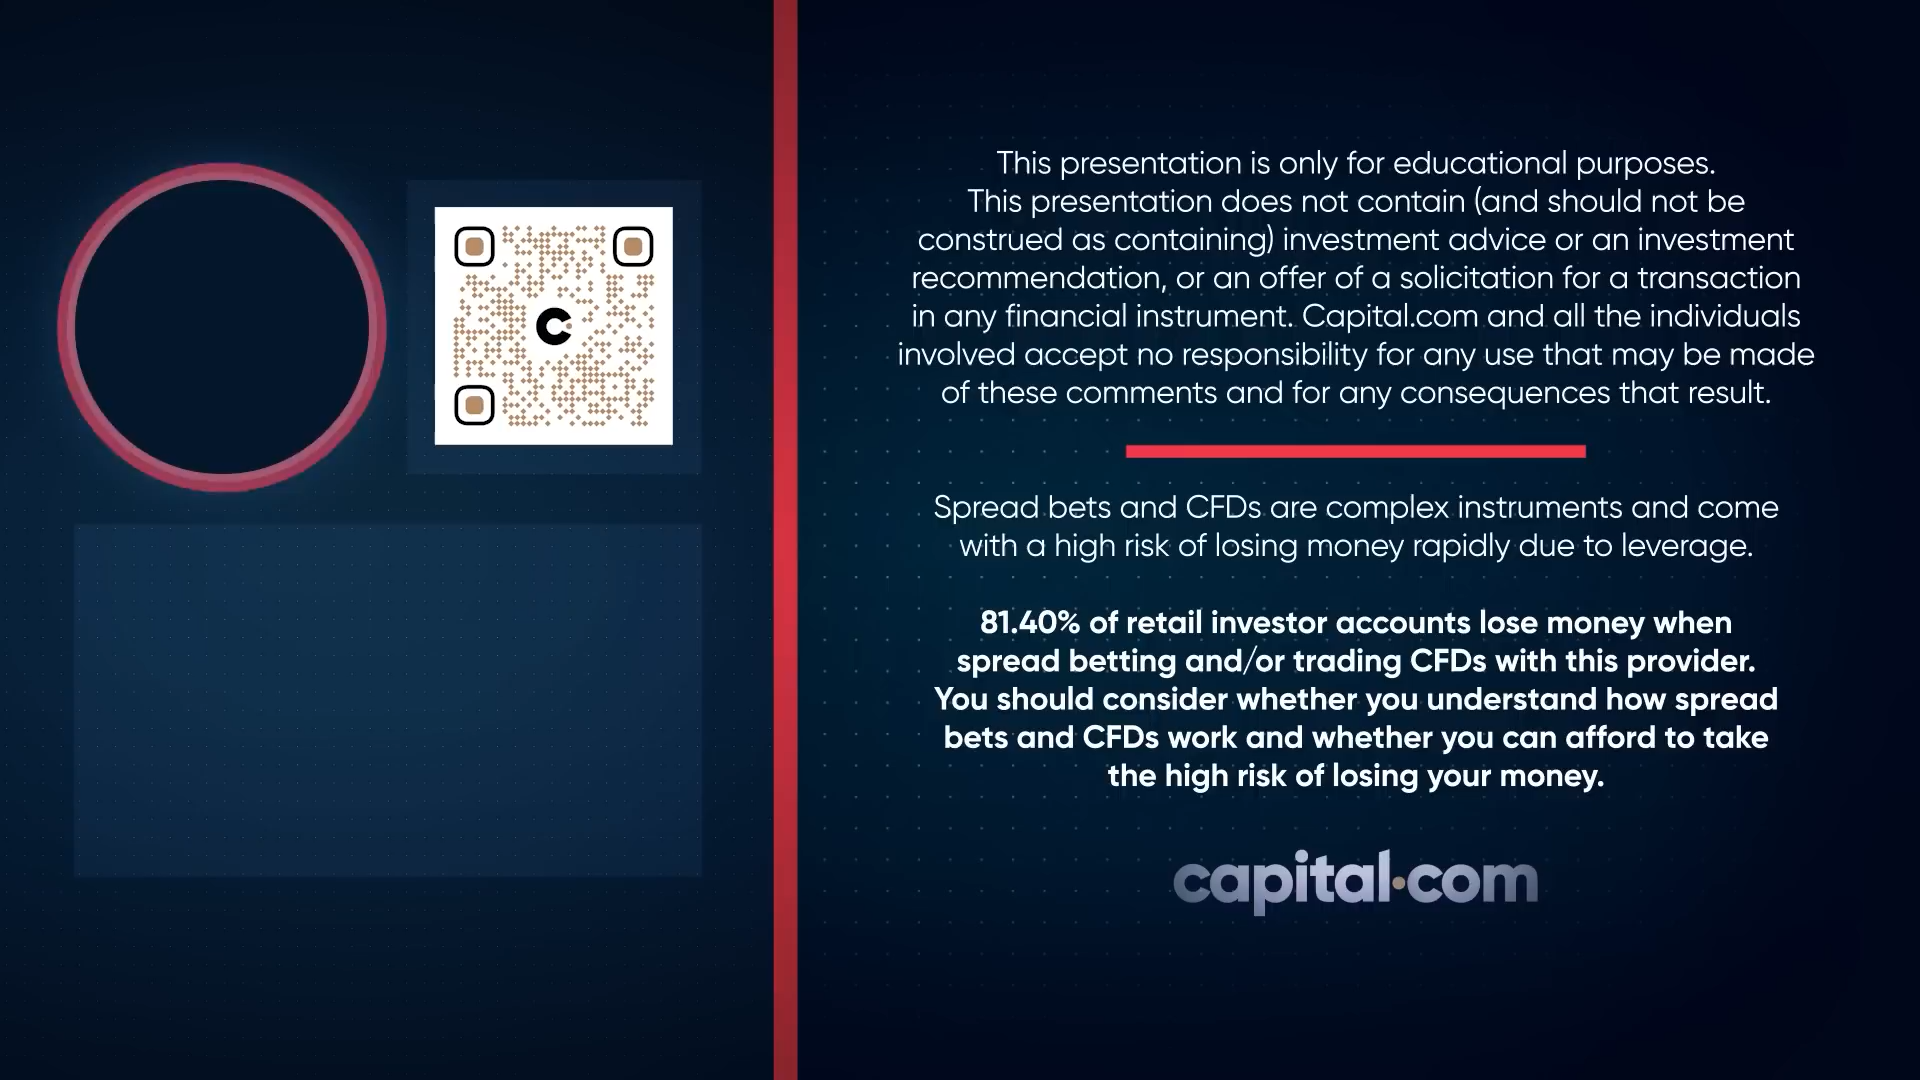 This presentation is only for educational purposes.
This presentation does not contain (and should not be
construed as containing) investment advice or an investment
recommendation, or an offer of a solicitation for a transaction
in any financial instrument. Capital.com and all the individuals
involved accept no responsibility for any use that may be made
of these comments and for any consequences that result.
Spread bets and CFDs are complex instruments and come
with a high risk of losing money rapidly due to leverage.
81.40% of retail investor accounts lose money when
spread betting and/or trading CFDs with this provider.
You should consider whether you understand how spread
bets and CFDs work and whether you can afford to take
the high risk of losing your money.
capital.com